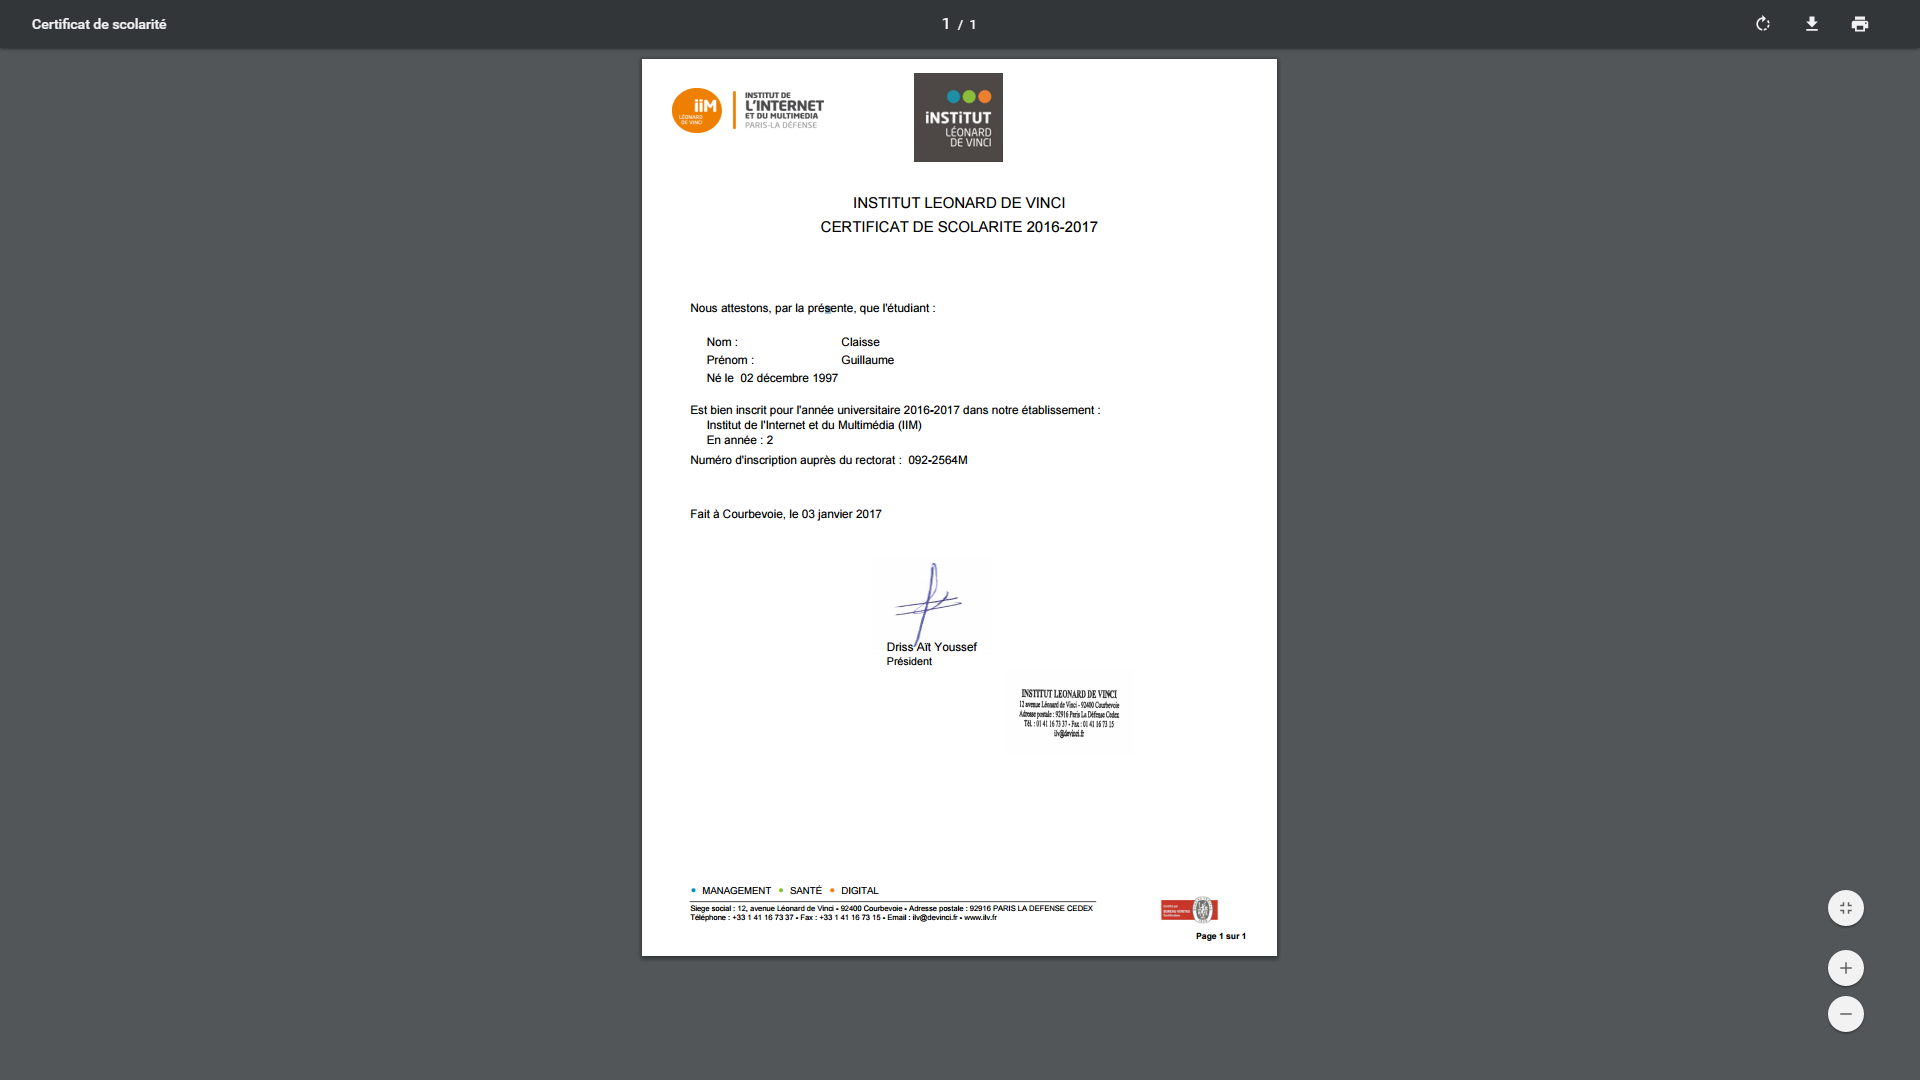 Certificat de scolarité
1 / 1
iiM
LÉONARD
DE VINCI
INSTITUT DE
L'INTERNET
ET DU MULTIMEDIA
PARIS-LA DÉFENSE
iNSTiTUT
LÉONARD
DE VINCI
INSTITUT LEONARD DE VINCI
CERTIFICAT DE SCOLARITE 2016-2017
Nous attestons, par la présente, que l'étudiant :
Nom : Claisse
Prénom : Guillaume
Né le 02 décembre 1997
Est bien inscrit pour l'année universitaire 2016-2017 dans notre établissement :
Institut de l'Internet et du Multimédia (IIM)
En année : 2
Numéro d'inscription auprès du rectorat : 092-2564M
Fait à Courbevoie, le 03 janvier 2017
Driss Aït Youssef
Président
INSTITUT LEONARD DE VINCI
12 avenue Léonard de Vinci - 92400 Courbevoie
Adresse postale : 92916 Paris La Défense Cedex
Tél. : 01 41 16 73 37 - Fax : 01 41 16 73 15
ilv@devinci.fr
• MANAGEMENT • SANTÉ • DIGITAL
Siege social : 12, avenue Léonard de Vinci • 92400 Courbevoie • Adresse postale : 92916 PARIS LA DEFENSE CEDEX
Téléphone : +33 1 41 16 73 37 • Fax : +33 1 41 16 73 15 • Email : ilv@devinci.fr • www.ilv.fr
BUREAU VERITAS
Page 1 sur 1